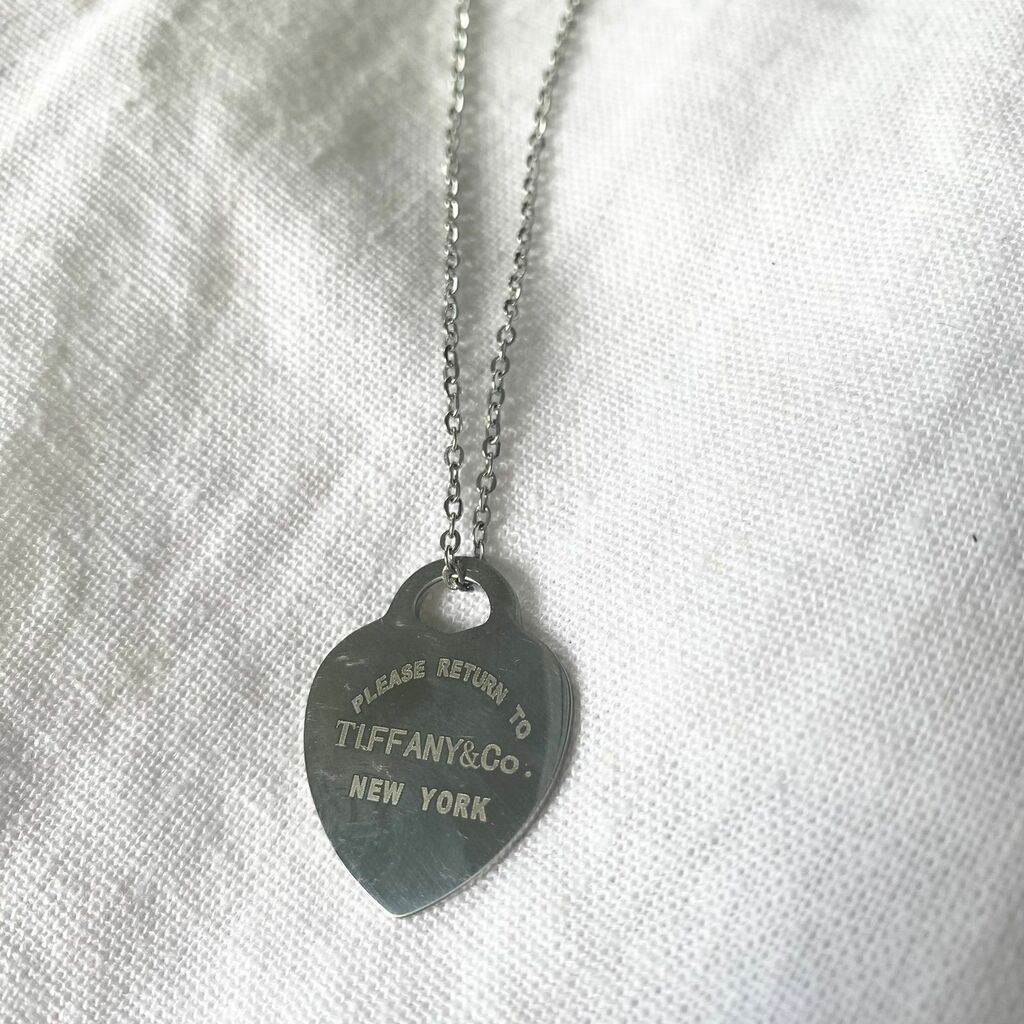 PLEASE RETURN TO
TIFFANY&Co.
NEW YORK